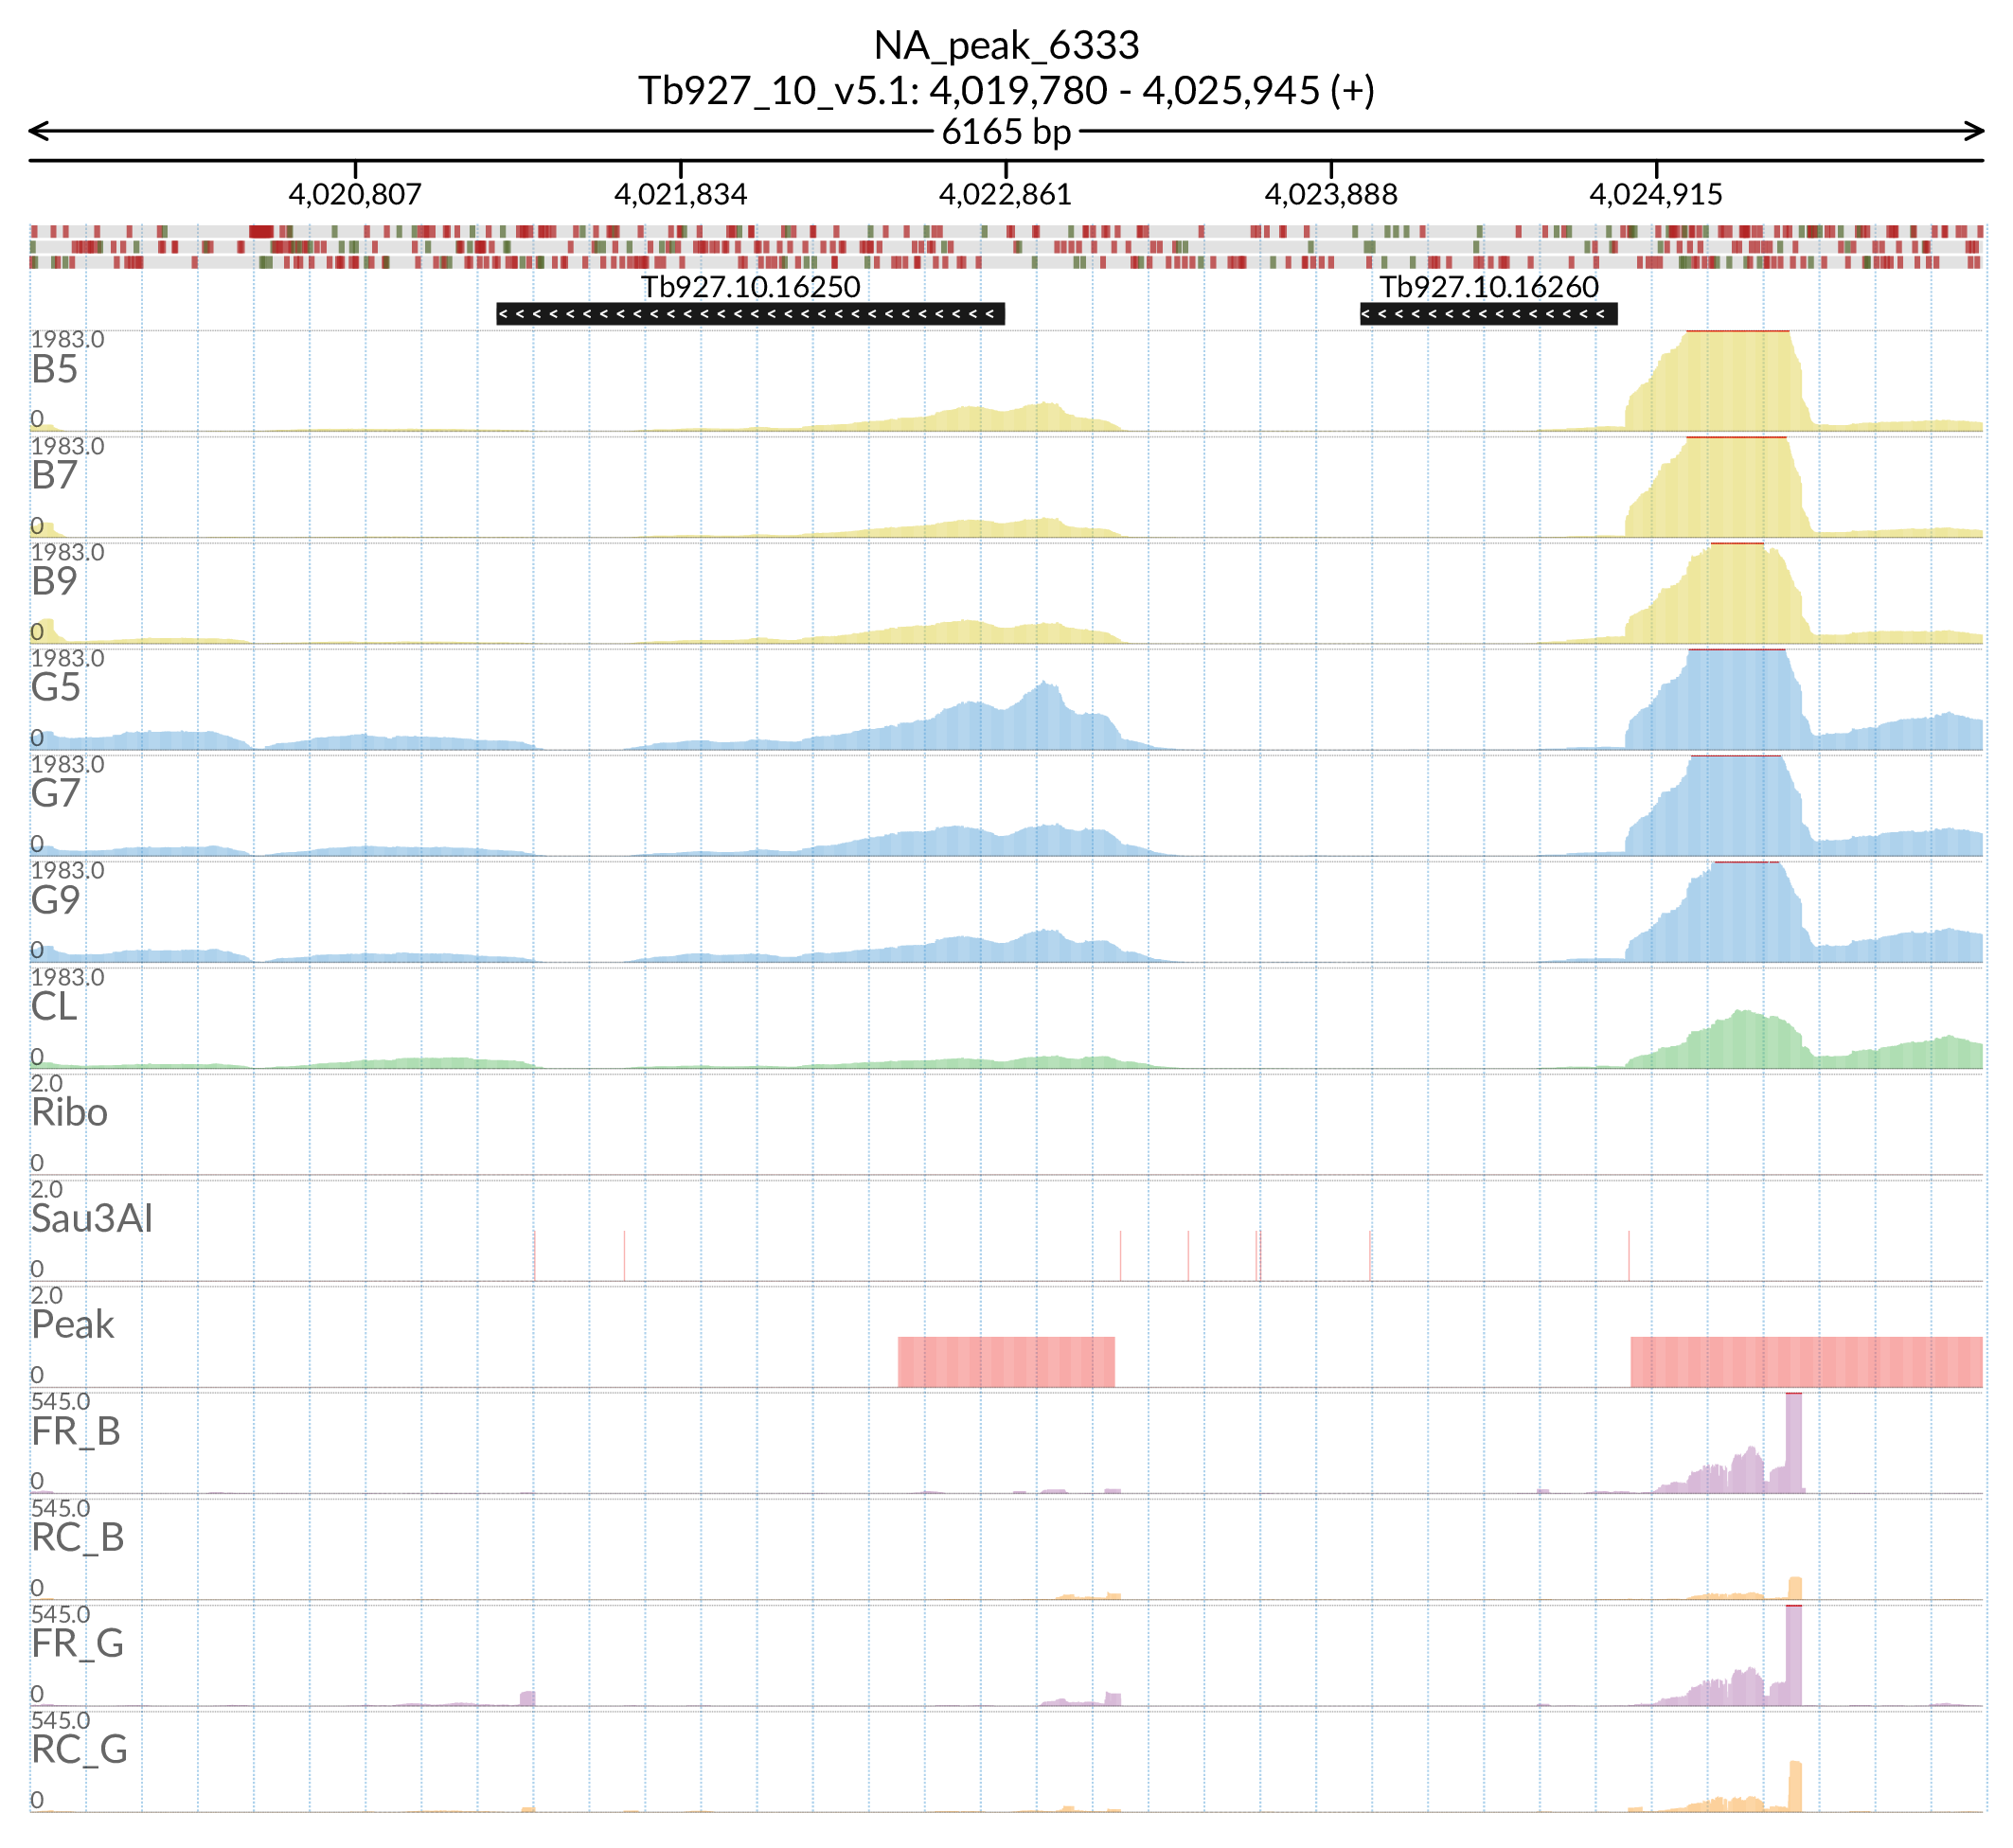 NA_peak_6333
Tb927_10_v5.1: 4,019,780 - 4,025,945 (+)
6165 bp
4,020,807 4,021,834 4,022,861 4,023,888 4,024,915
Tb927.10.16250 Tb927.10.16260
1983.0
B5
0
1983.0
B7
0
1983.0
B9
0
1983.0
G5
0
1983.0
G7
0
1983.0
G9
0
1983.0
CL
0
2.0
Ribo
0
2.0
Sau3AI
0
2.0
Peak
0
545.0
FR_B
0
545.0
RC_B
0
545.0
FR_G
0
545.0
RC_G
0